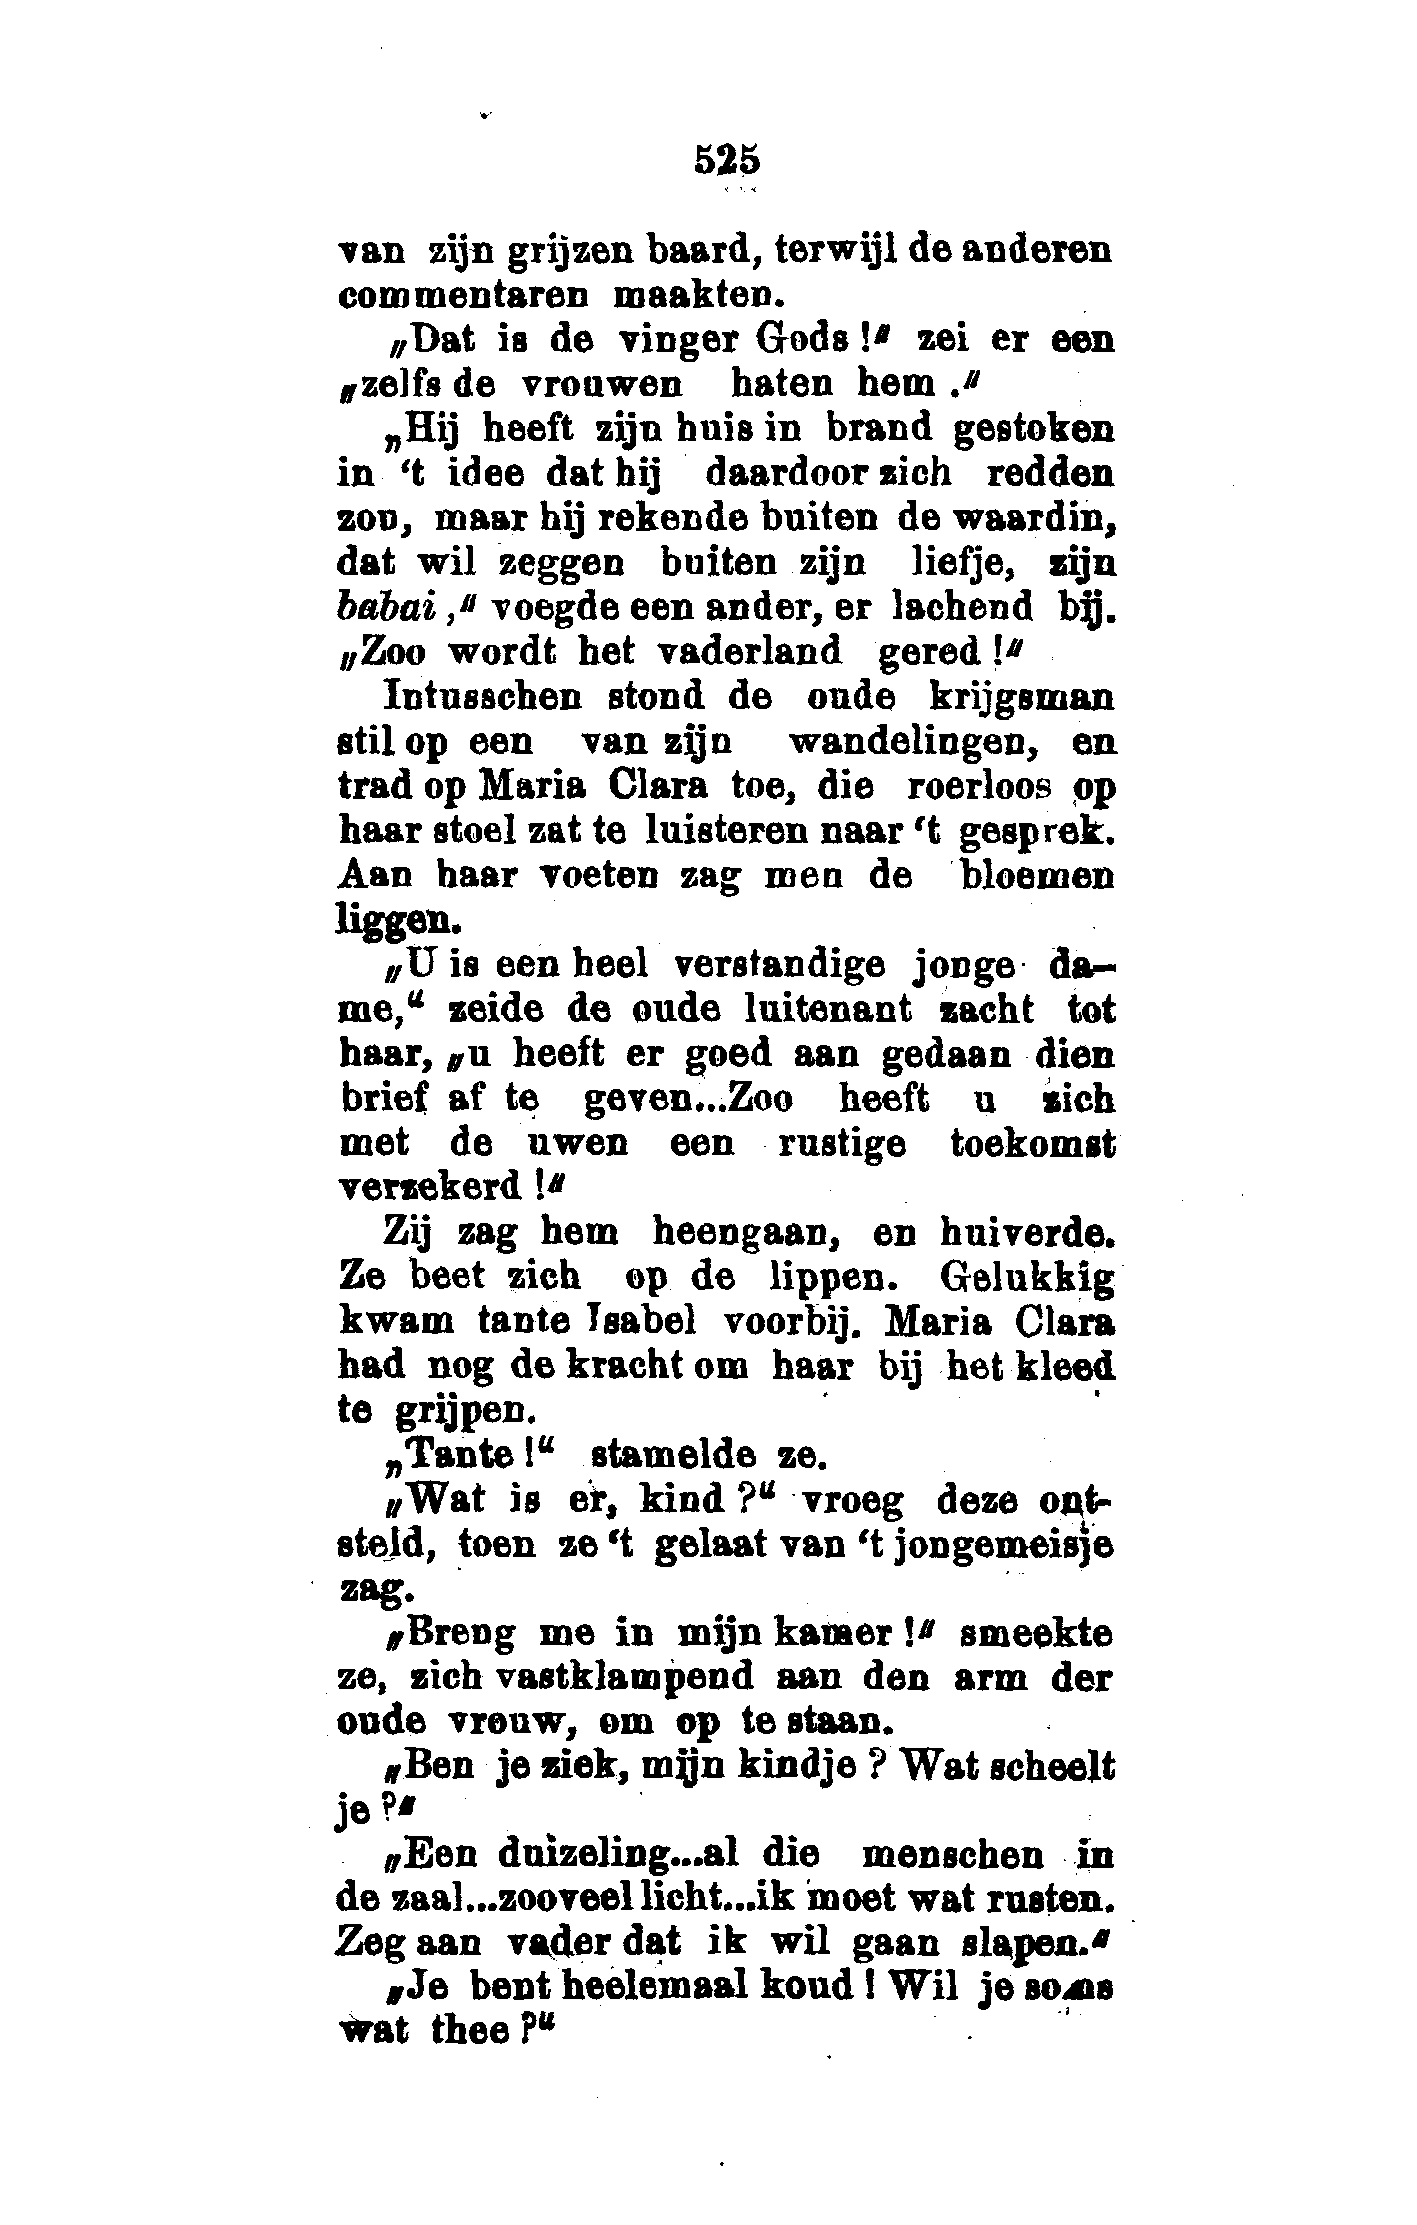 525
van zijn grijzen baard, terwijl de anderen
commentaren maakten.
„Dat is de vinger Gods !" zei er een
„zelfs de vrouwen haten hem ."
„Hij heeft zijn huis in brand gestoken
in ‘t idee dat hij daardoor zich redden
zou, maar hij rekende buiten de waardin,
dat wil zeggen buiten zijn liefje, zijn
babai ," voegde een ander, er lachend bij.
„Zoo wordt het vaderland gered !"
Intusschen stond de oude krijgsman
stil op een van zijn wandelingen, en
trad op Maria Clara toe, die roerloos op
haar stoel zat te luisteren naar ‘t gesprek.
Aan haar voeten zag men de bloemen
liggen.
„U is een heel verstandige jonge da-
me,“ zeide de oude luitenant zacht tot
haar, „u heeft er goed aan gedaan dien
brief af te geven...Zoo heeft u zich
met de uwen een rustige toekomst
verzekerd !"
Zij zag hem heengaan, en huiverde.
Ze beet zich op de lippen. Gelukkig
kwam tante Isabel voorbij. Maria Clara
had nog de kracht om haar bij het kleed
te grijpen.
„Tante !“ stamelde ze.
„Wat is er, kind ?“ vroeg deze ont-
steld, toen ze ‘t gelaat van ‘t jongemeisje
zag.
„Breng me in mijn kamer !" smeekte
ze, zich vastklampend aan den arm der
oude vrouw, om op te staan.
„Ben je ziek, mijn kindje ? Wat scheelt
je ?"
„Een duizeling...al die menschen in
de zaal...zooveel licht...ik moet wat rusten.
Zeg aan vader dat ik wil gaan slapen."
„Je bent heelemaal koud ! Wil je soms
wat thee ?“